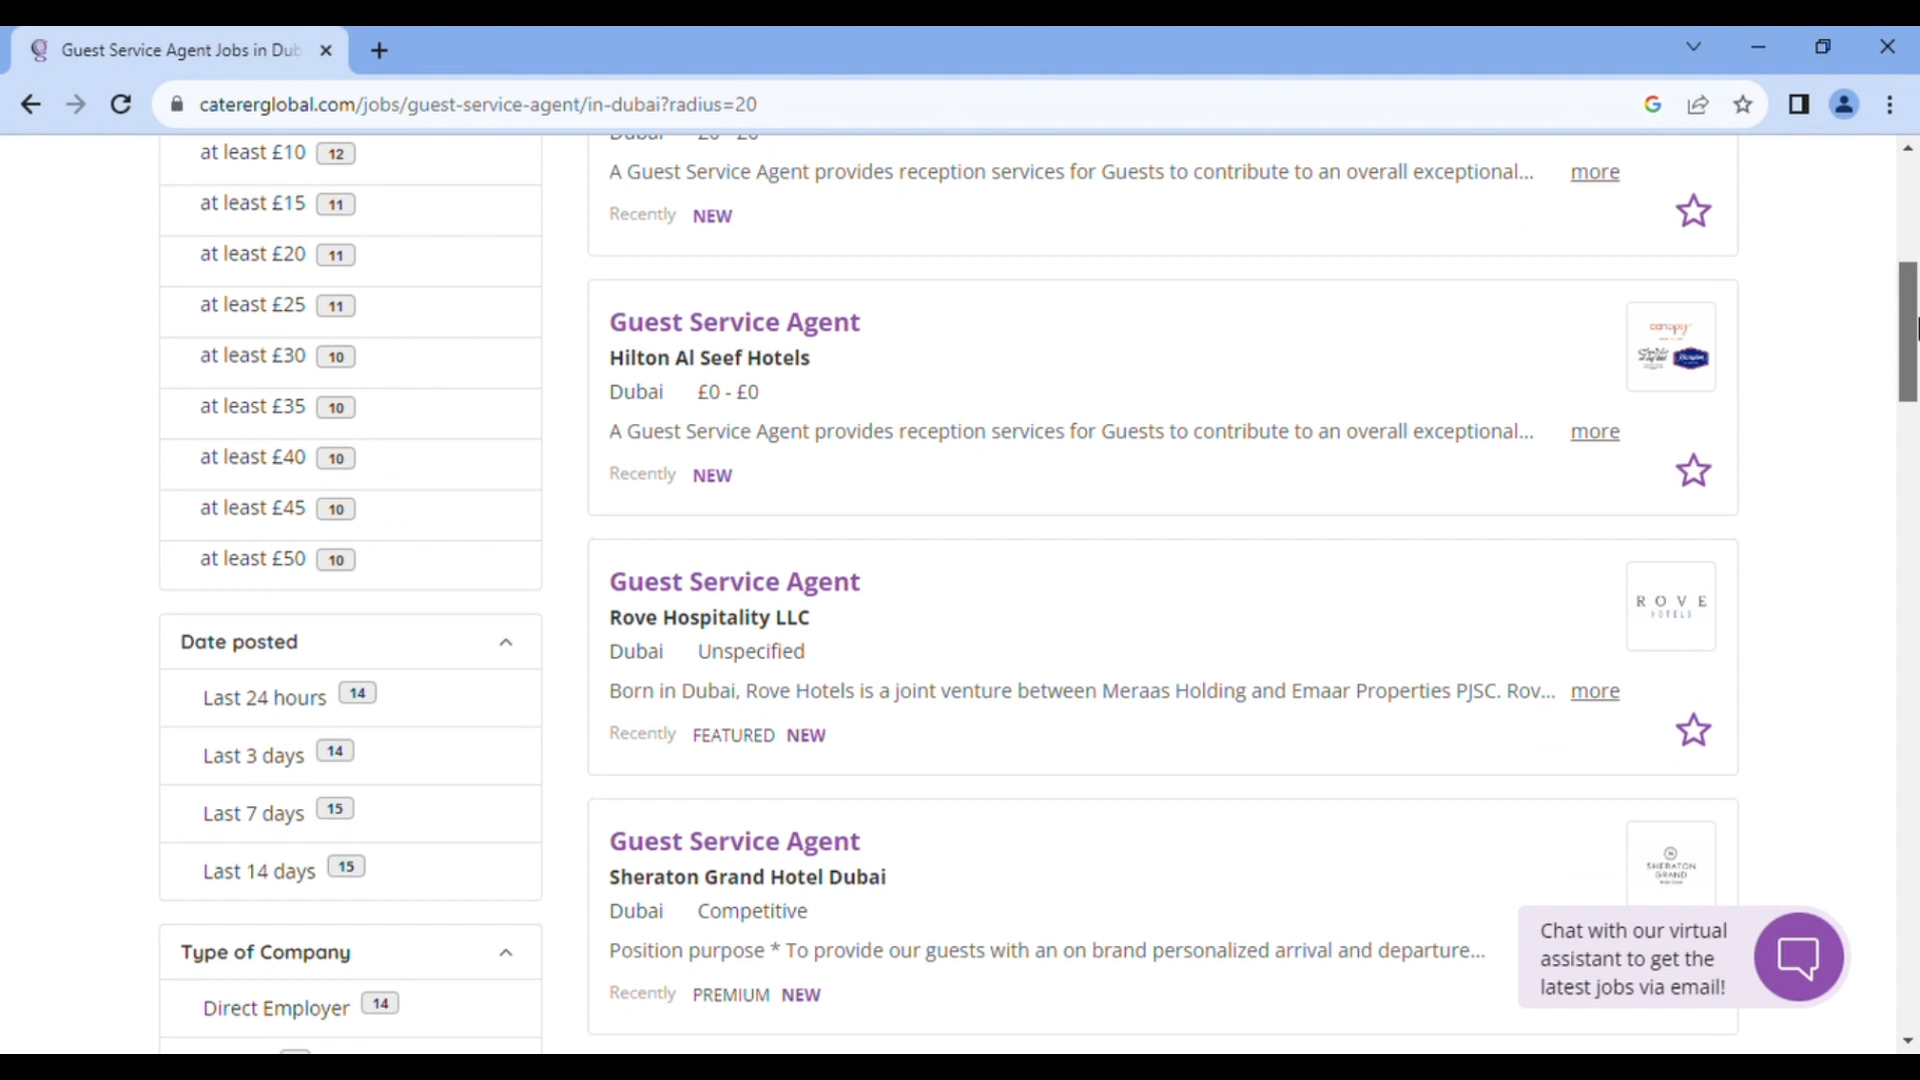 Guest Service Agent Jobs in Dub
catererglobal.com/jobs/guest-service-agent/in-dubai?radius=20
at least £10 12
at least £15 11
at least £20 11
at least £25 11
at least £30 10
at least £35 10
at least £40 10
at least £45 10
at least £50 10
Date posted
Last 24 hours 14
Last 3 days 14
Last 7 days 15
Last 14 days 15
Type of Company
Direct Employer 14
Dubai £0 - £0
A Guest Service Agent provides reception services for Guests to contribute to an overall exceptional... more
Recently NEW
Guest Service Agent
Hilton Al Seef Hotels
Dubai £0 - £0
A Guest Service Agent provides reception services for Guests to contribute to an overall exceptional... more
Recently NEW
canopy
Guest Service Agent
Rove Hospitality LLC
Dubai Unspecified
Born in Dubai, Rove Hotels is a joint venture between Meraas Holding and Emaar Properties PJSC. Rov... more
Recently FEATURED NEW
ROVE
HOTELS
Guest Service Agent
Sheraton Grand Hotel Dubai
Dubai Competitive
Position purpose * To provide our guests with an on brand personalized arrival and departure...
Recently PREMIUM NEW
SHERATON
GRAND
Chat with our virtual
assistant to get the
latest jobs via email!